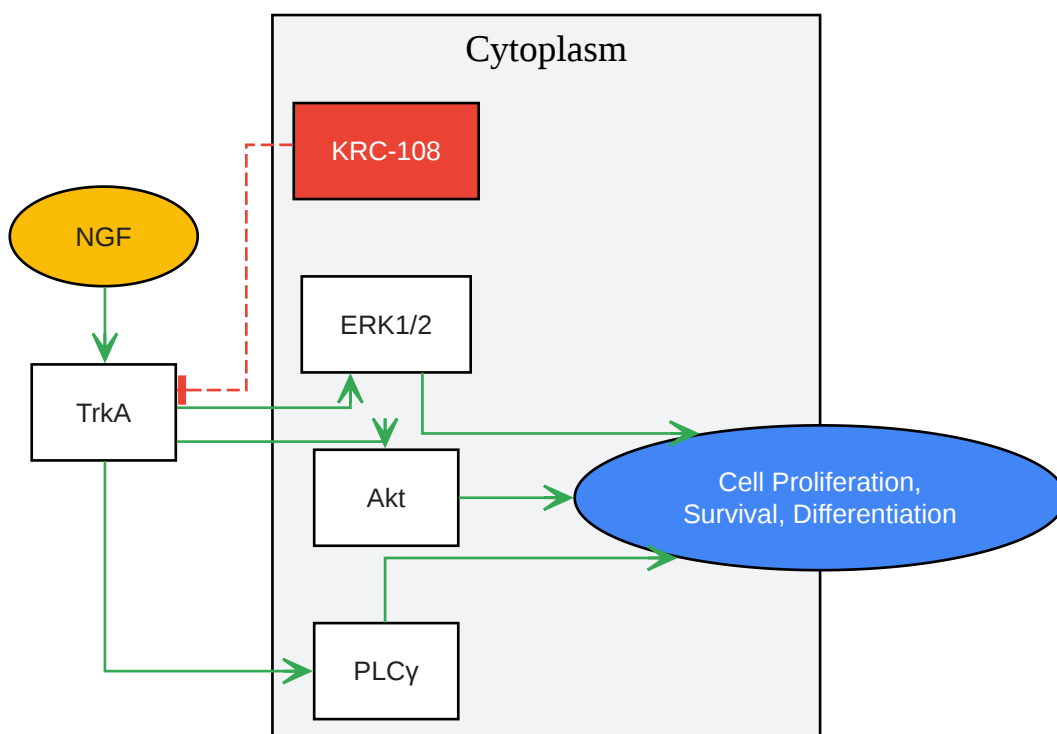 Cytoplasm
KRC-108
NGF
ERK1/2
TrkA
Akt
Cell Proliferation,
Survival, Differentiation
PLCγ